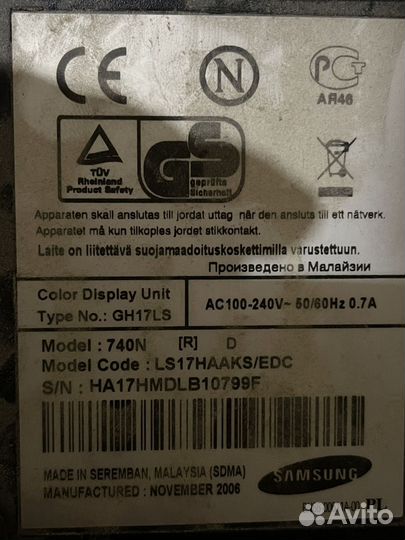 CE
N
PCT
АЯ46
TÜV
Rheinland
Product Safety
GS
geprüfte
Sicherheit
Apparaten skall anslutas till jordat uttag när den ansluts till ett nätverk.
Apparatet må kun tilkoples jordet stikkontakt.
Laite on liitettävä suojamaadoituskoskettimilla varustettuun.
Произведено в Малайзии
Color Display Unit
Type No.: GH17LS
AC100-240V~ 50/60Hz 0.7A
Model : 740N [R] D
Model Code : LS17HAAKS/EDC
S/N : HA17HMDLB10799F
MADE IN SEREMBAN, MALAYSIA (SDMA)
MANUFACTURED : NOVEMBER 2006
SAMSUNG
PL
Avito